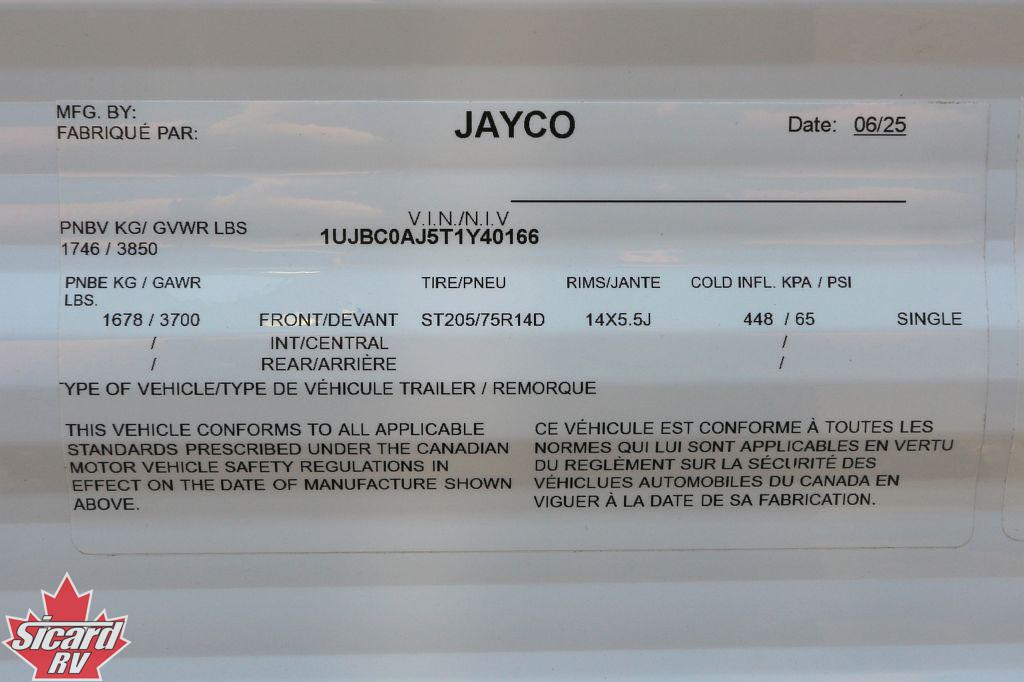 MFG. BY:
FABRIQUÉ PAR:
JAYCO
Date: 06/25
V.I.N./N.I.V
PNBV KG/ GVWR LBS
1746 / 3850
1UJBC0AJ5T1Y40166
PNBE KG / GAWR
LBS.
TIRE/PNEU RIMS/JANTE COLD INFL. KPA / PSI
1678 / 3700 FRONT/DEVANT ST205/75R14D 14X5.5J 448 / 65 SINGLE
/ INT/CENTRAL /
/ REAR/ARRIÈRE /
TYPE OF VEHICLE/TYPE DE VÉHICULE TRAILER / REMORQUE
THIS VEHICLE CONFORMS TO ALL APPLICABLE
STANDARDS PRESCRIBED UNDER THE CANADIAN
MOTOR VEHICLE SAFETY REGULATIONS IN
EFFECT ON THE DATE OF MANUFACTURE SHOWN
ABOVE.
CE VÉHICULE EST CONFORME À TOUTES LES
NORMES QUI LUI SONT APPLICABLES EN VERTU
DU REGLÈMENT SUR LA SÉCURITÉ DES
VÉHICLUES AUTOMOBILES DU CANADA EN
VIGUER À LA DATE DE SA FABRICATION.
Sicard
RV